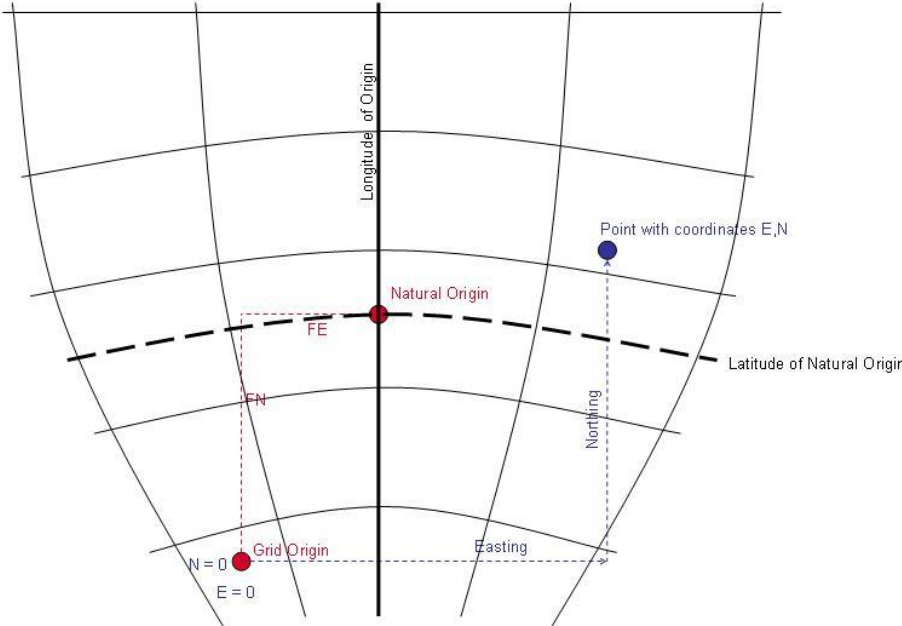 Longitude of Origin
Point with coordinates E,N
Natural Origin
FE
Latitude of Natural Origin
FN
Northing
Grid Origin
Easting
N = 0
E = 0